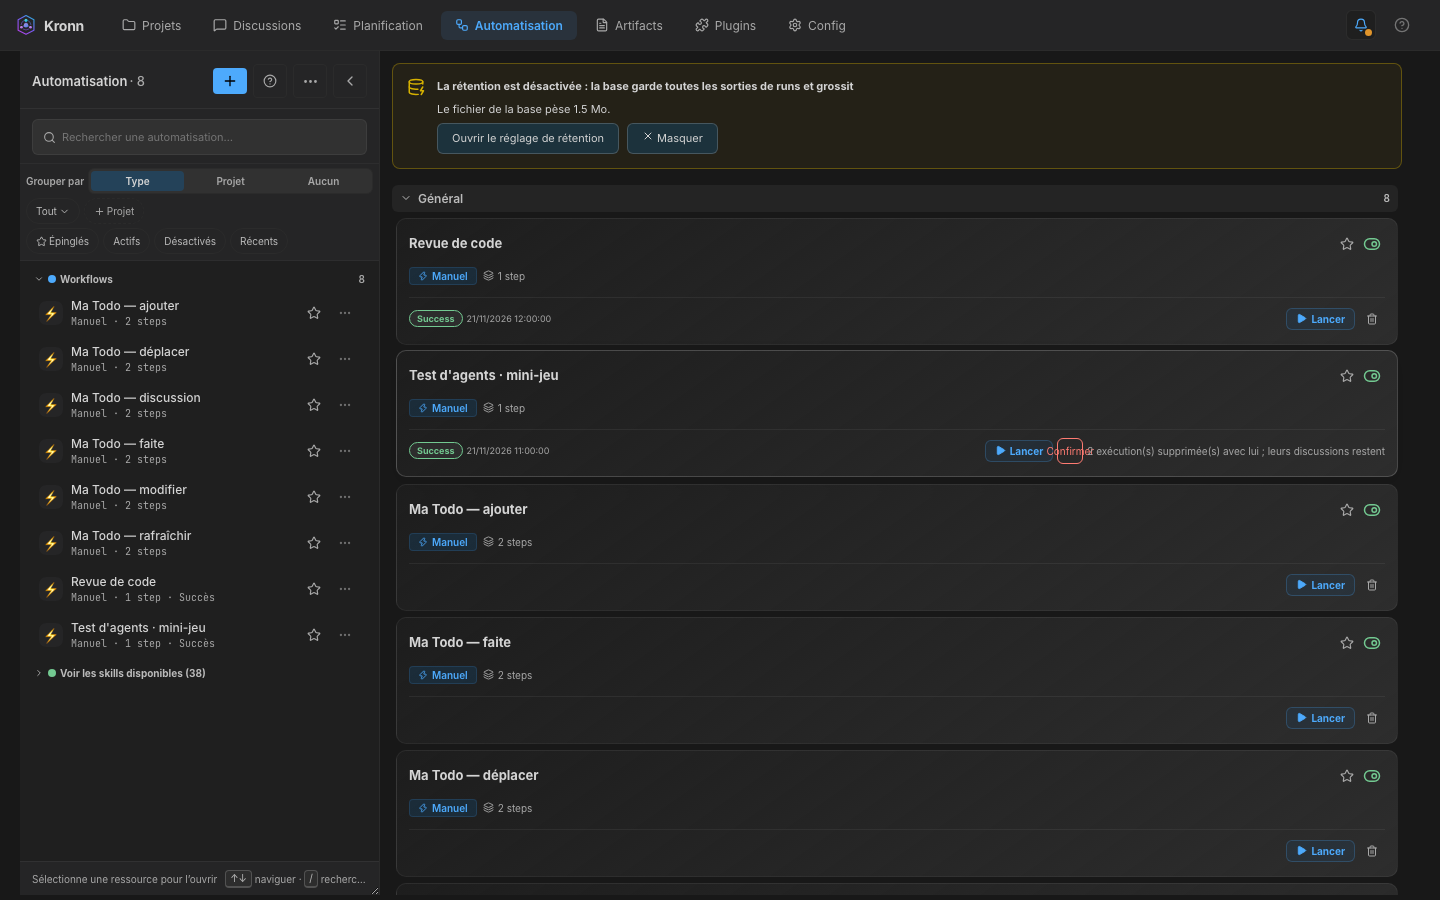 Kronn
Projets
Discussions
Planification
Automatisation
Artifacts
Plugins
Config
Automatisation · 8
Rechercher une automatisation...
Grouper par
Type
Projet
Aucun
Tout
+ Projet
Épinglés
Actifs
Désactivés
Récents
Workflows
8
Ma Todo — ajouter
Manuel · 2 steps
Ma Todo — déplacer
Manuel · 2 steps
Ma Todo — discussion
Manuel · 2 steps
Ma Todo — faite
Manuel · 2 steps
Ma Todo — modifier
Manuel · 2 steps
Ma Todo — rafraîchir
Manuel · 2 steps
Revue de code
Manuel · 1 step · Succès
Test d'agents · mini-jeu
Manuel · 1 step · Succès
Voir les skills disponibles (38)
Sélectionne une ressource pour l'ouvrir ↑↓ naviguer · / recherc...
La rétention est désactivée : la base garde toutes les sorties de runs et grossit
Le fichier de la base pèse 1.5 Mo.
Ouvrir le réglage de rétention
Masquer
Général
8
Revue de code
Manuel
1 step
Success 21/11/2026 12:00:00
Lancer
Test d'agents · mini-jeu
Manuel
1 step
Success 21/11/2026 11:00:00
Lancer
Confirmer
exécution(s) supprimée(s) avec lui ; leurs discussions restent
Ma Todo — ajouter
Manuel
2 steps
Lancer
Ma Todo — faite
Manuel
2 steps
Lancer
Ma Todo — déplacer
Manuel
2 steps
Lancer